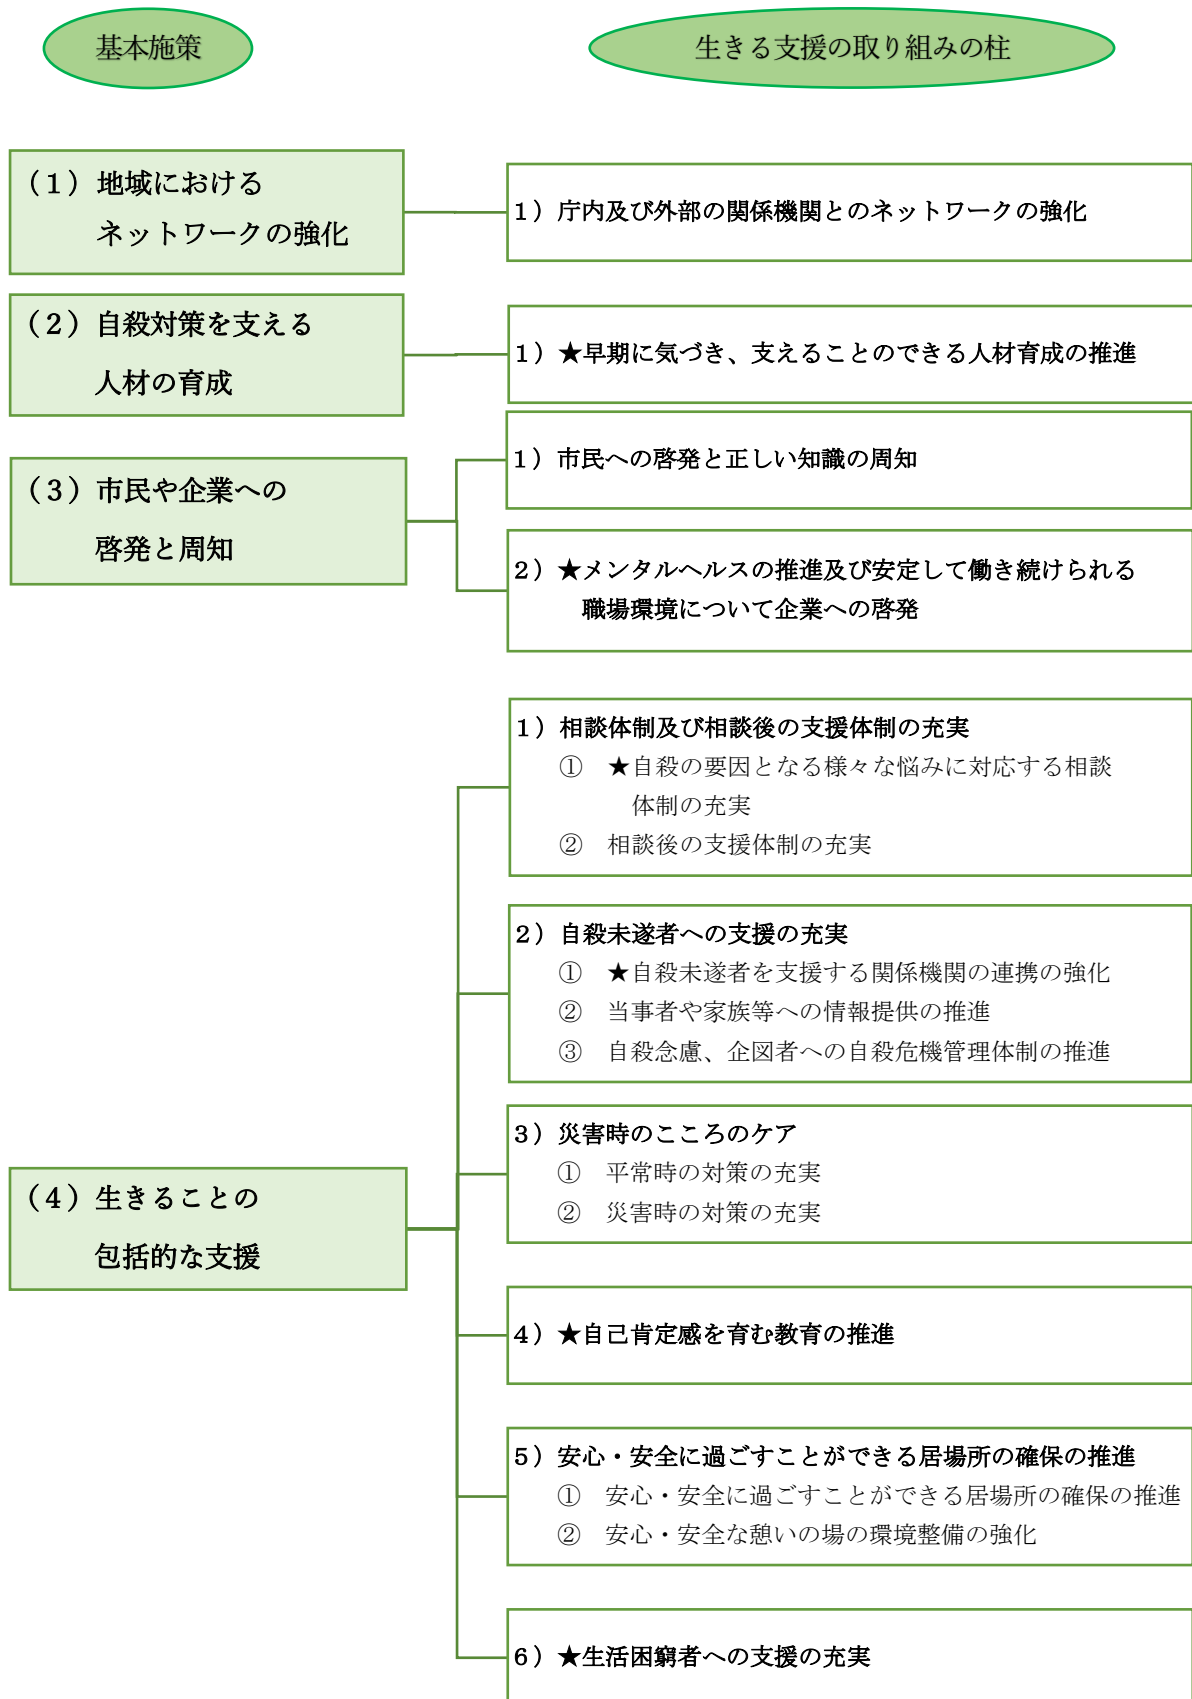 基本施策
生きる支援の取り組みの柱
（１）地域における
ネットワークの強化
１）庁内及び外部の関係機関とのネットワークの強化
（２）自殺対策を支える
人材の育成
１）★早期に気づき、支えることのできる人材育成の推進
（３）市民や企業への
啓発と周知
１）市民への啓発と正しい知識の周知
２）★メンタルヘルスの推進及び安定して働き続けられる
職場環境について企業への啓発
（４）生きることの
包括的な支援
１）相談体制及び相談後の支援体制の充実
①　★自殺の要因となる様々な悩みに対応する相談
体制の充実
②　相談後の支援体制の充実
２）自殺未遂者への支援の充実
①　★自殺未遂者を支援する関係機関の連携の強化
②　当事者や家族等への情報提供の推進
③　自殺念慮、企図者への自殺危機管理体制の推進
３）災害時のこころのケア
①　平常時の対策の充実
②　災害時の対策の充実
４）★自己肯定感を育む教育の推進
５）安心・安全に過ごすことができる居場所の確保の推進
①　安心・安全に過ごすことができる居場所の確保の推進
②　安心・安全な憩いの場の環境整備の強化
６）★生活困窮者への支援の充実